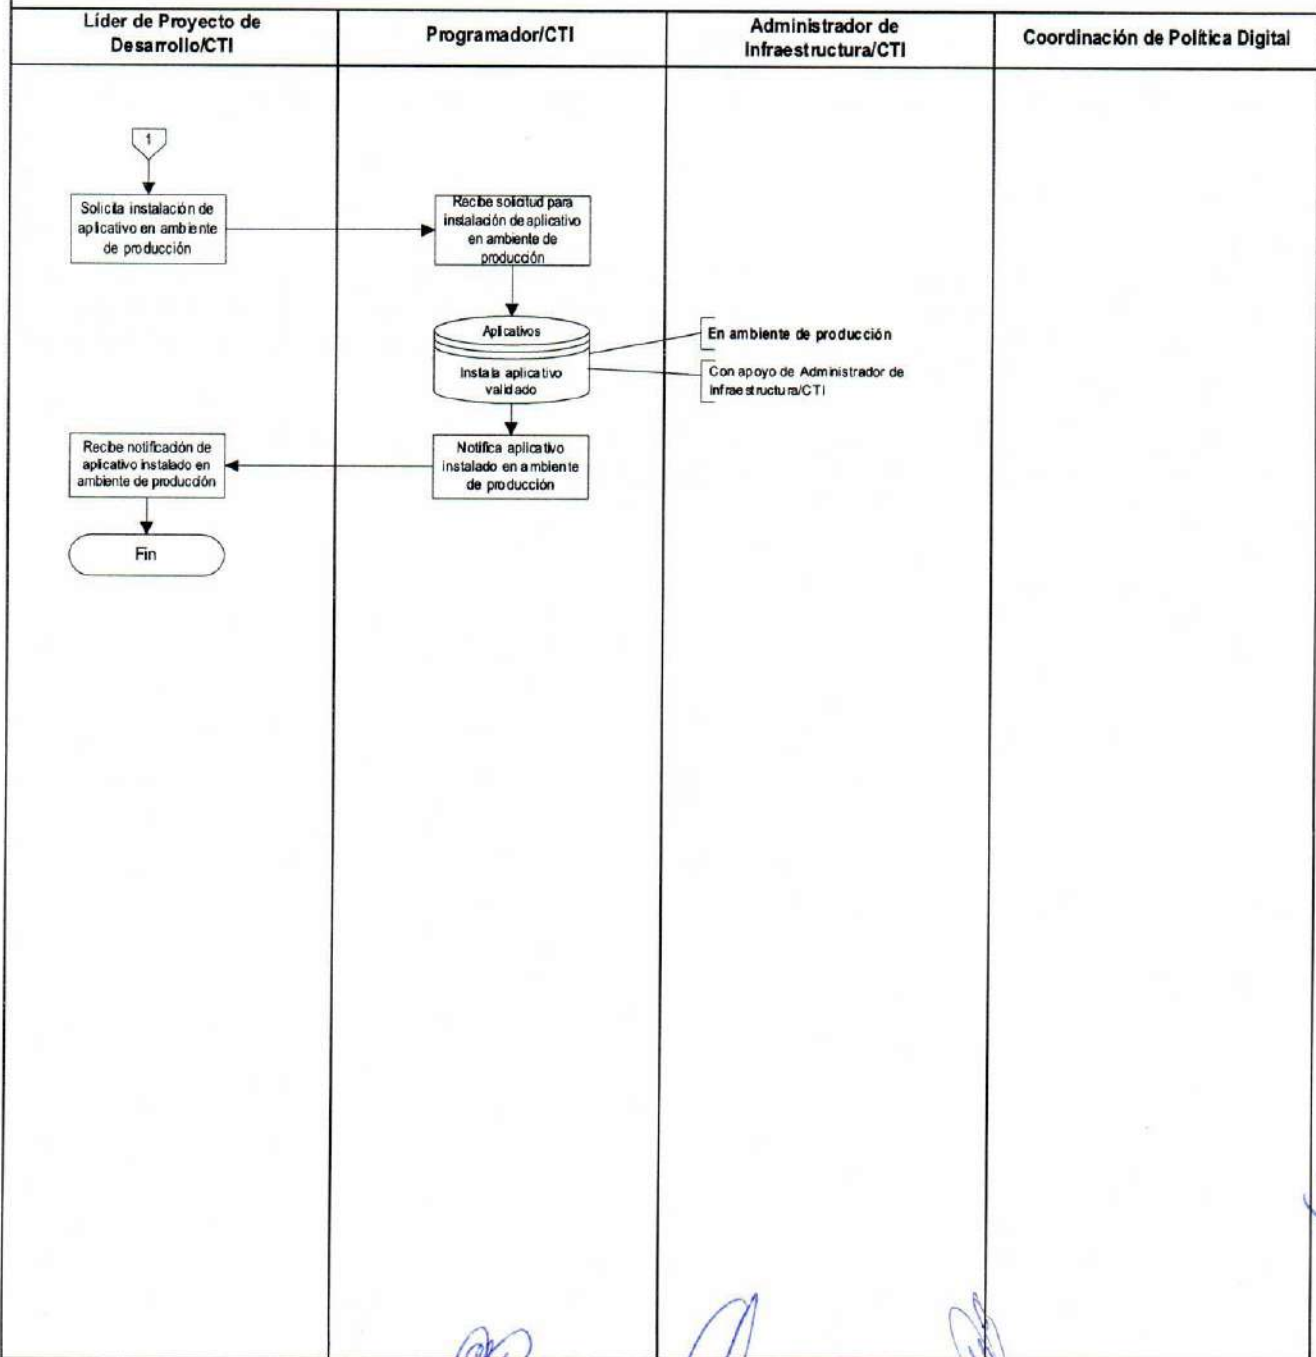 Líder de Proyecto de
Desarrollo/CTI
Programador/CTI
Administrador de
Infraestructura/CTI
Coordinación de Política Digital
1
Solicita instalación de
aplicativo en ambiente
de producción
Recibe solicitud para
instalación de aplicativo
en ambiente de
producción
Aplicativos
Instala aplicativo
validado
En ambiente de producción
Con apoyo de Administrador de
Infraestructura/CTI
Recibe notificación de
aplicativo instalado en
ambiente de producción
Notifica aplicativo
instalado en ambiente
de producción
Fin